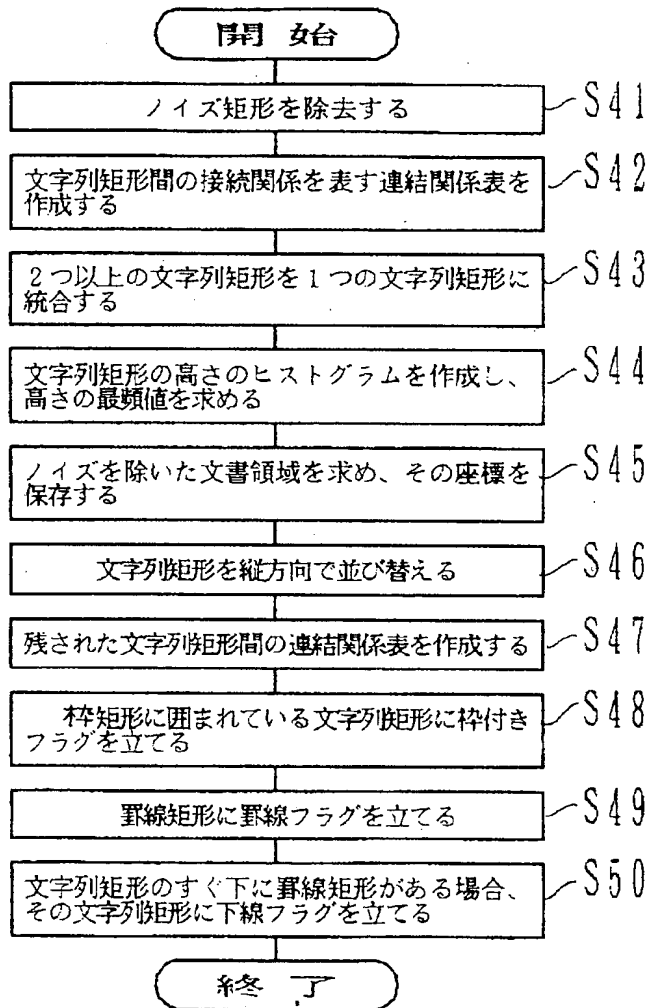 開 始
ノイズ矩形を除去する
S41
文字列矩形間の接続関係を表す連結関係表を
作成する
S42
2つ以上の文字列矩形を1つの文字列矩形に
統合する
S43
文字列矩形の高さのヒストグラムを作成し、
高さの最頻値を求める
S44
ノイズを除いた文書領域を求め、その座標を
保存する
S45
文字列矩形を縦方向で並び替える
S46
残された文字列矩形間の連結関係表を作成する
S47
枠矩形に囲まれている文字列矩形に枠付き
フラグを立てる
S48
罫線矩形に罫線フラグを立てる
S49
文字列矩形のすぐ下に罫線矩形がある場合、
その文字列矩形に下線フラグを立てる
S50
終 了